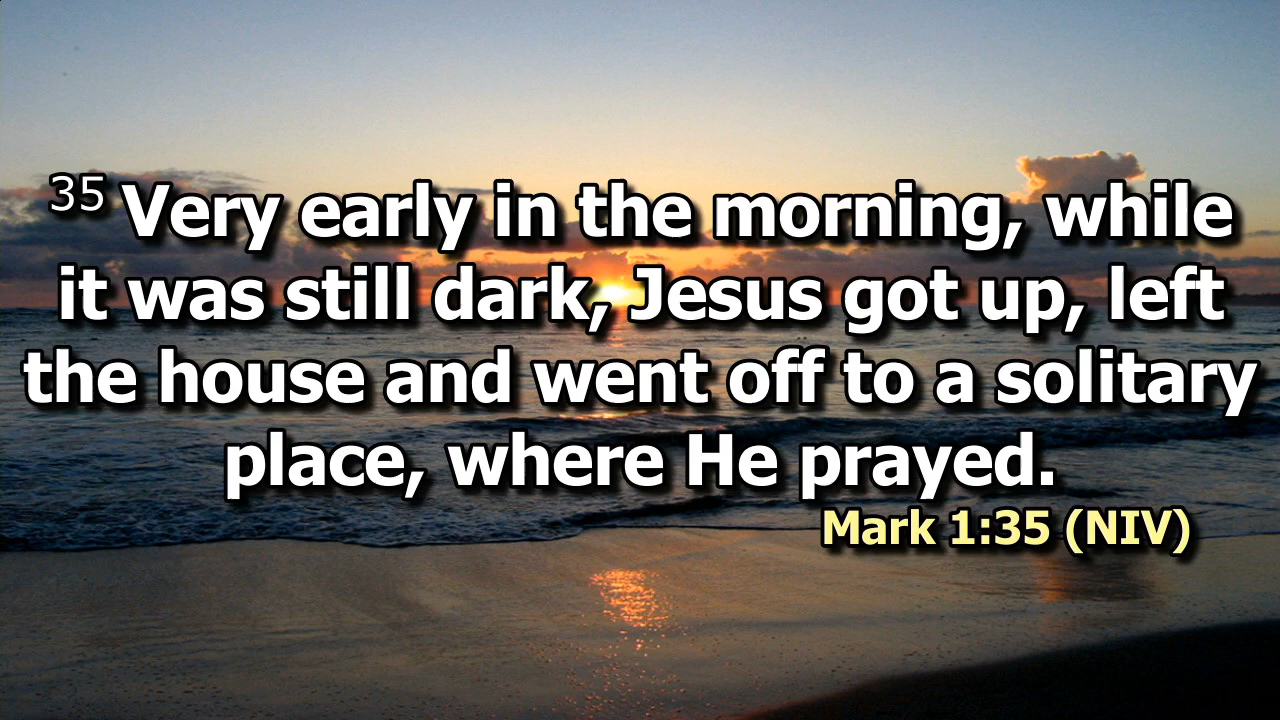 35 Very early in the morning, while
it was still dark, Jesus got up, left
the house and went off to a solitary
place, where He prayed.
Mark 1:35 (NIV)